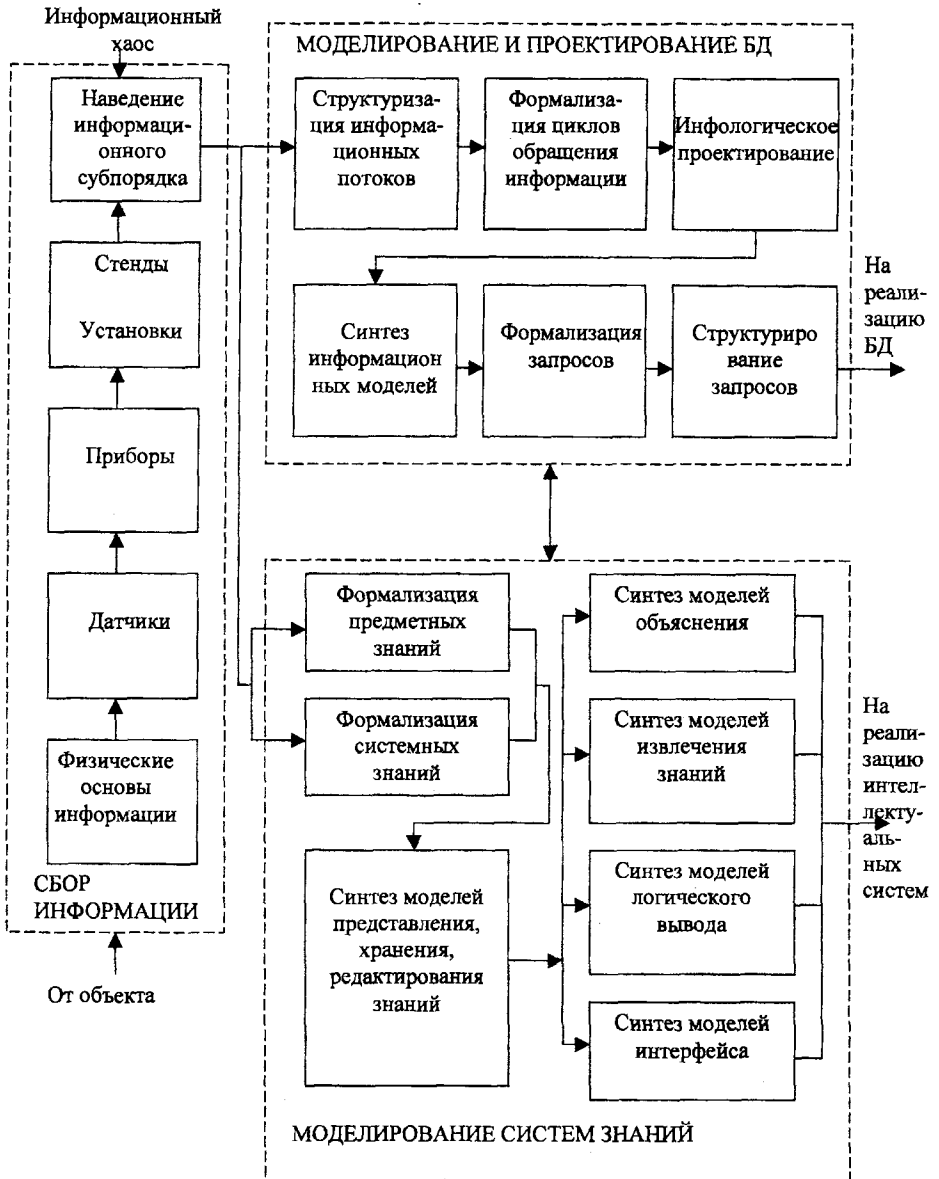 Информационный
хаос
Наведение
информаци-
онного
субпорядка
Стенды
Установки
Приборы
Датчики
Физические
основы
информации
СБОР
ИНФОРМАЦИИ
От объекта
МОДЕЛИРОВАНИЕ И ПРОЕКТИРОВАНИЕ БД
Структуриза-
ция информа-
ционных
потоков
Формализа-
ция циклов
обращения
информации
Инфологическое
проектирование
Синтез
информацион
ных моделей
Формализация
запросов
Структуриро
вание
запросов
На
реали-
зацию
БД
Формализация
предметных
знаний
Формализация
системных
знаний
Синтез моделей
представления,
хранения,
редактирования
знаний
Синтез моделей
объяснения
Синтез моделей
извлечения
знаний
Синтез моделей
логического
вывода
Синтез моделей
интерфейса
На
реали-
зацию
интел-
лекту-
аль-
ных
систем
МОДЕЛИРОВАНИЕ СИСТЕМ ЗНАНИЙ